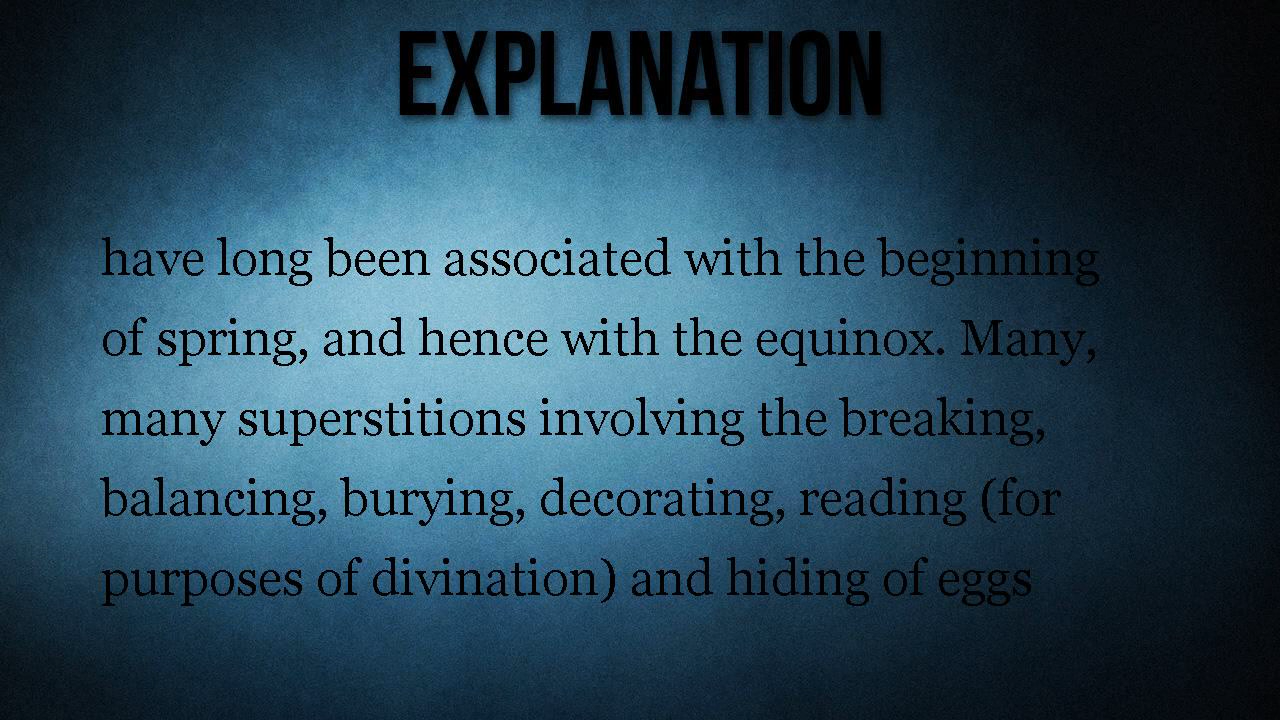 EXPLANATION
have long been associated with the beginning
of spring, and hence with the equinox. Many,
many superstitions involving the breaking,
balancing, burying, decorating, reading (for
purposes of divination) and hiding of eggs